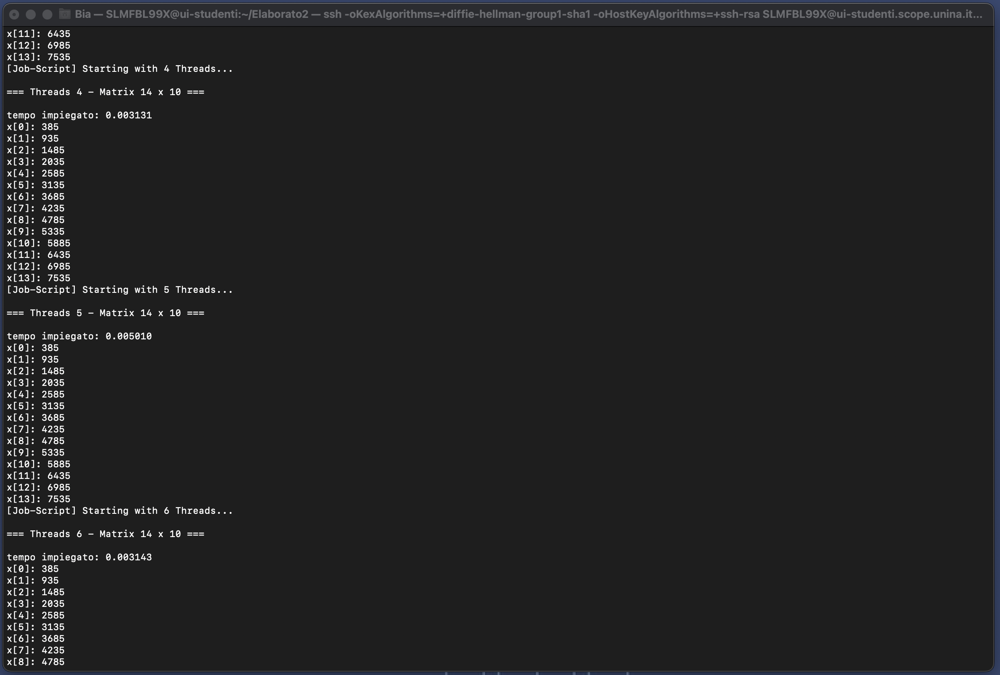 Bia — SLMFBL99X@ui-studenti:~/Elaborato2 — ssh -oKexAlgorithms=+diffie-hellman-group1-sha1 -oHostKeyAlgorithms=+ssh-rsa SLMFBL99X@ui-studenti.scope.unina.it...
x[11]: 6435
x[12]: 6985
x[13]: 7535
[Job-Script] Starting with 4 Threads...
=== Threads 4 - Matrix 14 x 10 ===
tempo impiegato: 0.003131
x[0]: 385
x[1]: 935
x[2]: 1485
x[3]: 2035
x[4]: 2585
x[5]: 3135
x[6]: 3685
x[7]: 4235
x[8]: 4785
x[9]: 5335
x[10]: 5885
x[11]: 6435
x[12]: 6985
x[13]: 7535
[Job-Script] Starting with 5 Threads...
=== Threads 5 - Matrix 14 x 10 ===
tempo impiegato: 0.005010
x[0]: 385
x[1]: 935
x[2]: 1485
x[3]: 2035
x[4]: 2585
x[5]: 3135
x[6]: 3685
x[7]: 4235
x[8]: 4785
x[9]: 5335
x[10]: 5885
x[11]: 6435
x[12]: 6985
x[13]: 7535
[Job-Script] Starting with 6 Threads...
=== Threads 6 - Matrix 14 x 10 ===
tempo impiegato: 0.003143
x[0]: 385
x[1]: 935
x[2]: 1485
x[3]: 2035
x[4]: 2585
x[5]: 3135
x[6]: 3685
x[7]: 4235
x[8]: 4785